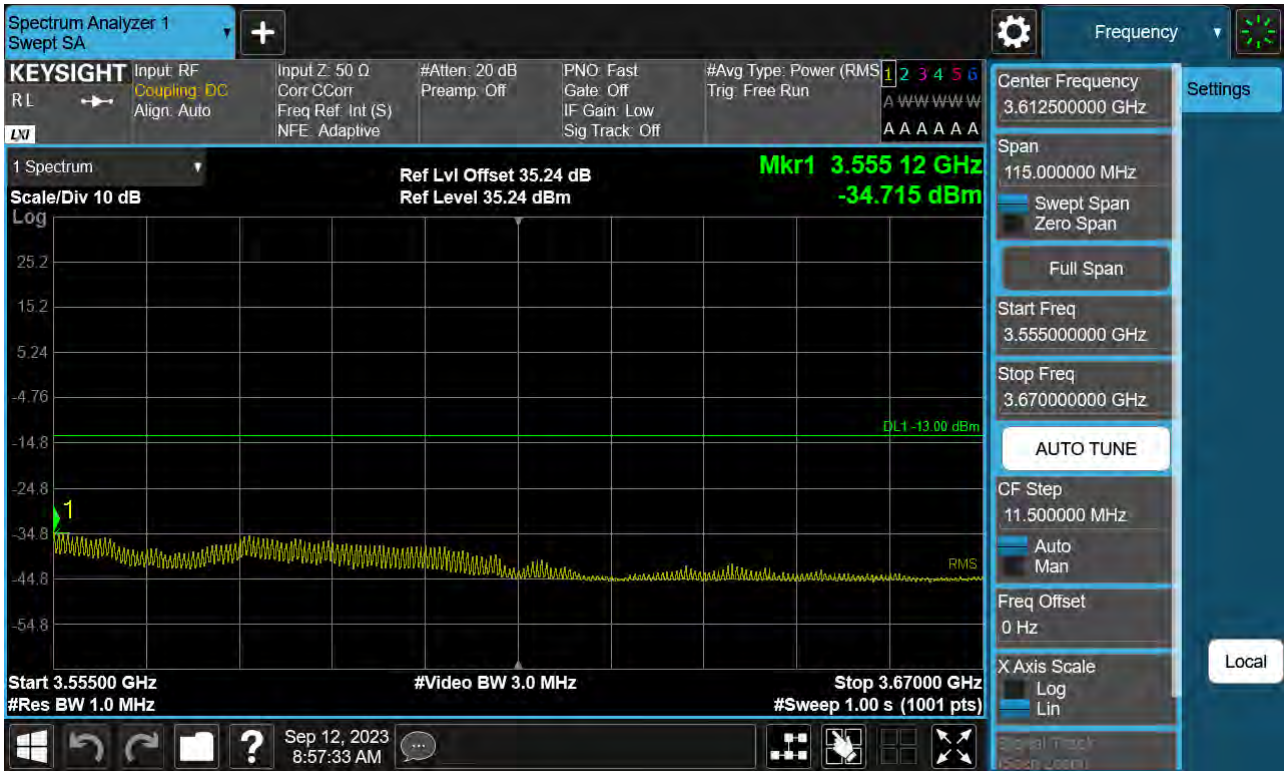 Spectrum Analyzer 1
Swept SA
Frequency
KEYSIGHT
RL
LXI
Input: RF
Coupling: DC
Align: Auto
Input Z: 50 Ω
Corr CCorr
Freq Ref: Int (S)
NFE: Adaptive
#Atten: 20 dB
Preamp: Off
PNO: Fast
Gate: Off
IF Gain: Low
Sig Track: Off
#Avg Type: Power (RMS
Trig: Free Run
1 2 3 4 5 6
A W W W W W
A A A A A A
1 Spectrum
Scale/Div 10 dB
Log
Ref Lvl Offset 35.24 dB
Ref Level 35.24 dBm
Mkr1 3.555 12 GHz
-34.715 dBm
25.2
15.2
5.24
-4.76
-14.8
-24.8
-34.8
-44.8
-54.8
DL1 -13.00 dBm
1
RMS
Start 3.55500 GHz
#Res BW 1.0 MHz
#Video BW 3.0 MHz
Stop 3.67000 GHz
#Sweep 1.00 s (1001 pts)
Center Frequency
3.612500000 GHz
Span
115.000000 MHz
Swept Span
Zero Span
Full Span
Start Freq
3.555000000 GHz
Stop Freq
3.670000000 GHz
AUTO TUNE
CF Step
11.500000 MHz
Auto
Man
Freq Offset
0 Hz
X Axis Scale
Log
Lin
Signal Track
(Span Zoom)
Settings
Local
?
Sep 12, 2023
8:57:33 AM